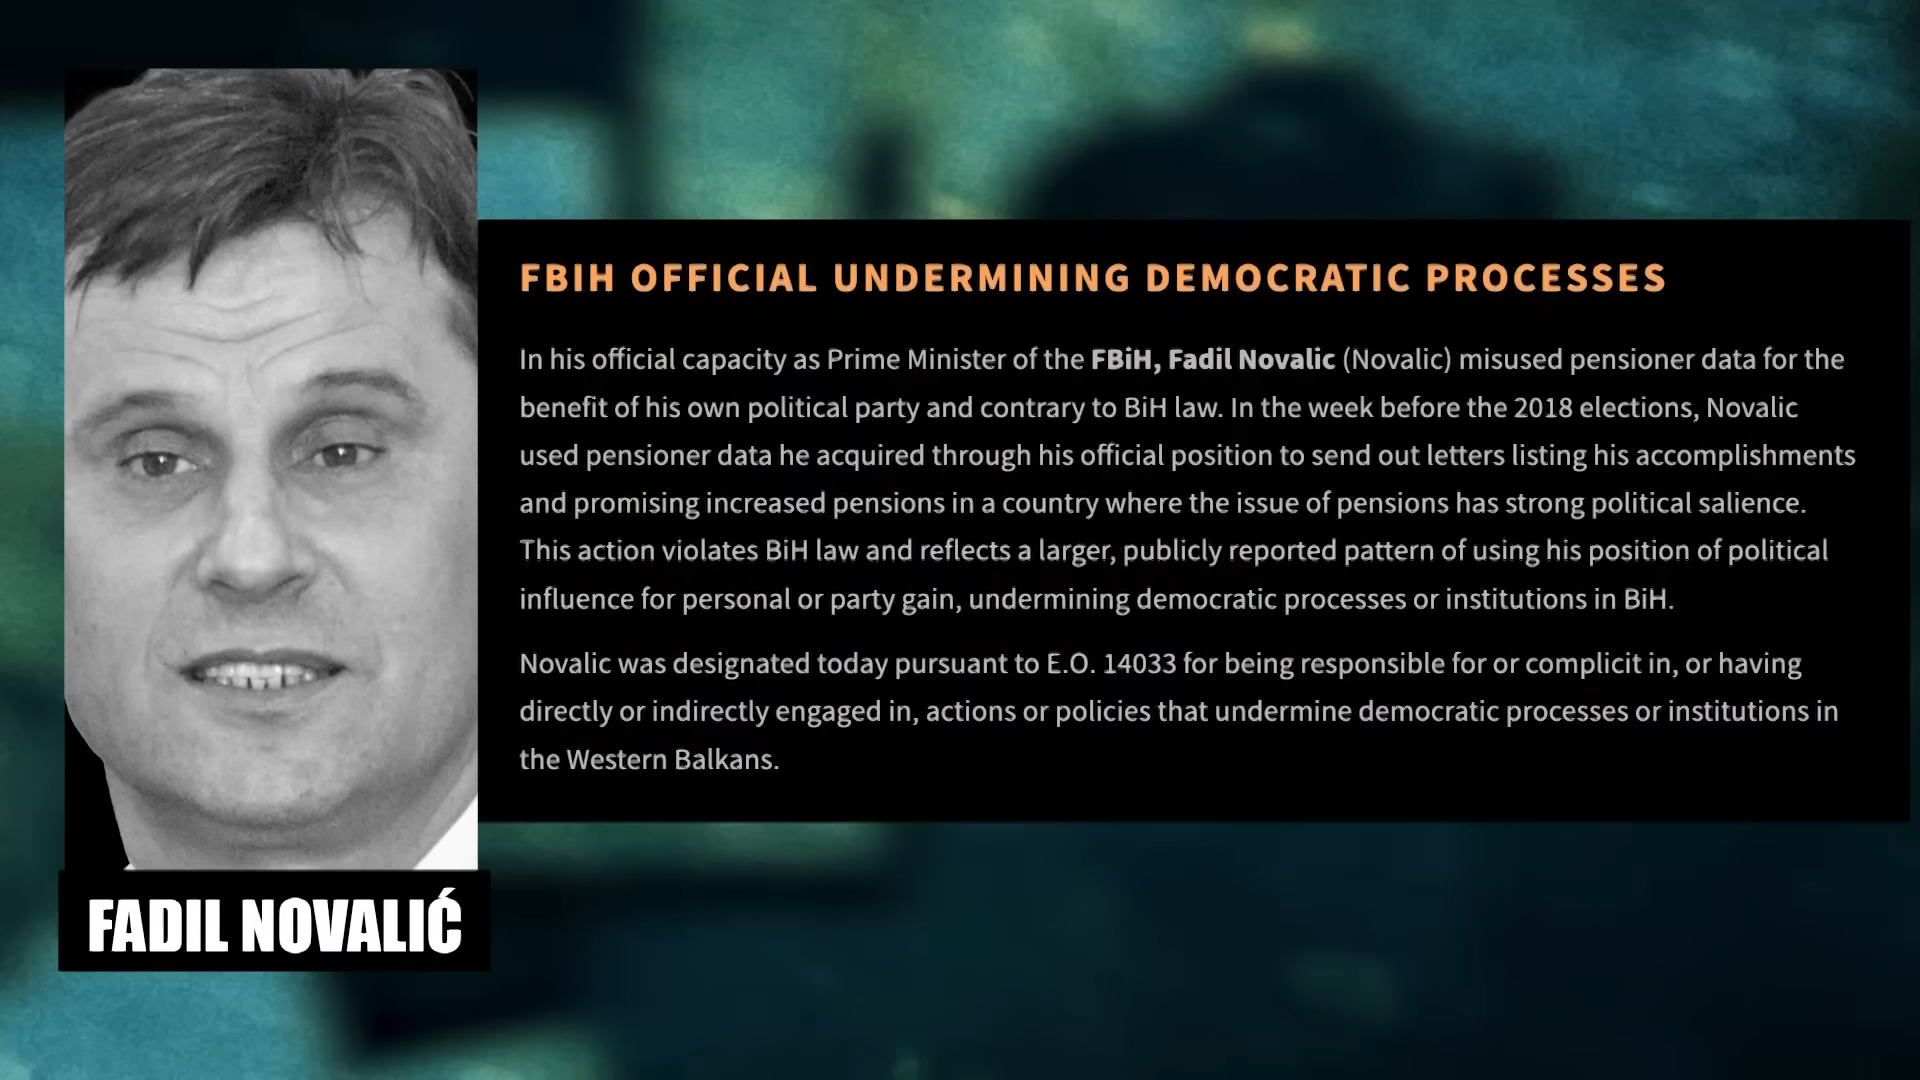 FBIH OFFICIAL UNDERMINING DEMOCRATIC PROCESSES
In his official capacity as Prime Minister of the FBiH, Fadil Novalic (Novalic) misused pensioner data for the
benefit of his own political party and contrary to BiH law. In the week before the 2018 elections, Novalic
used pensioner data he acquired through his official position to send out letters listing his accomplishments
and promising increased pensions in a country where the issue of pensions has strong political salience.
This action violates BiH law and reflects a larger, publicly reported pattern of using his position of political
influence for personal or party gain, undermining democratic processes or institutions in BiH.
Novalic was designated today pursuant to E.O. 14033 for being responsible for or complicit in, or having
directly or indirectly engaged in, actions or policies that undermine democratic processes or institutions in
the Western Balkans.
FADIL NOVALIĆ